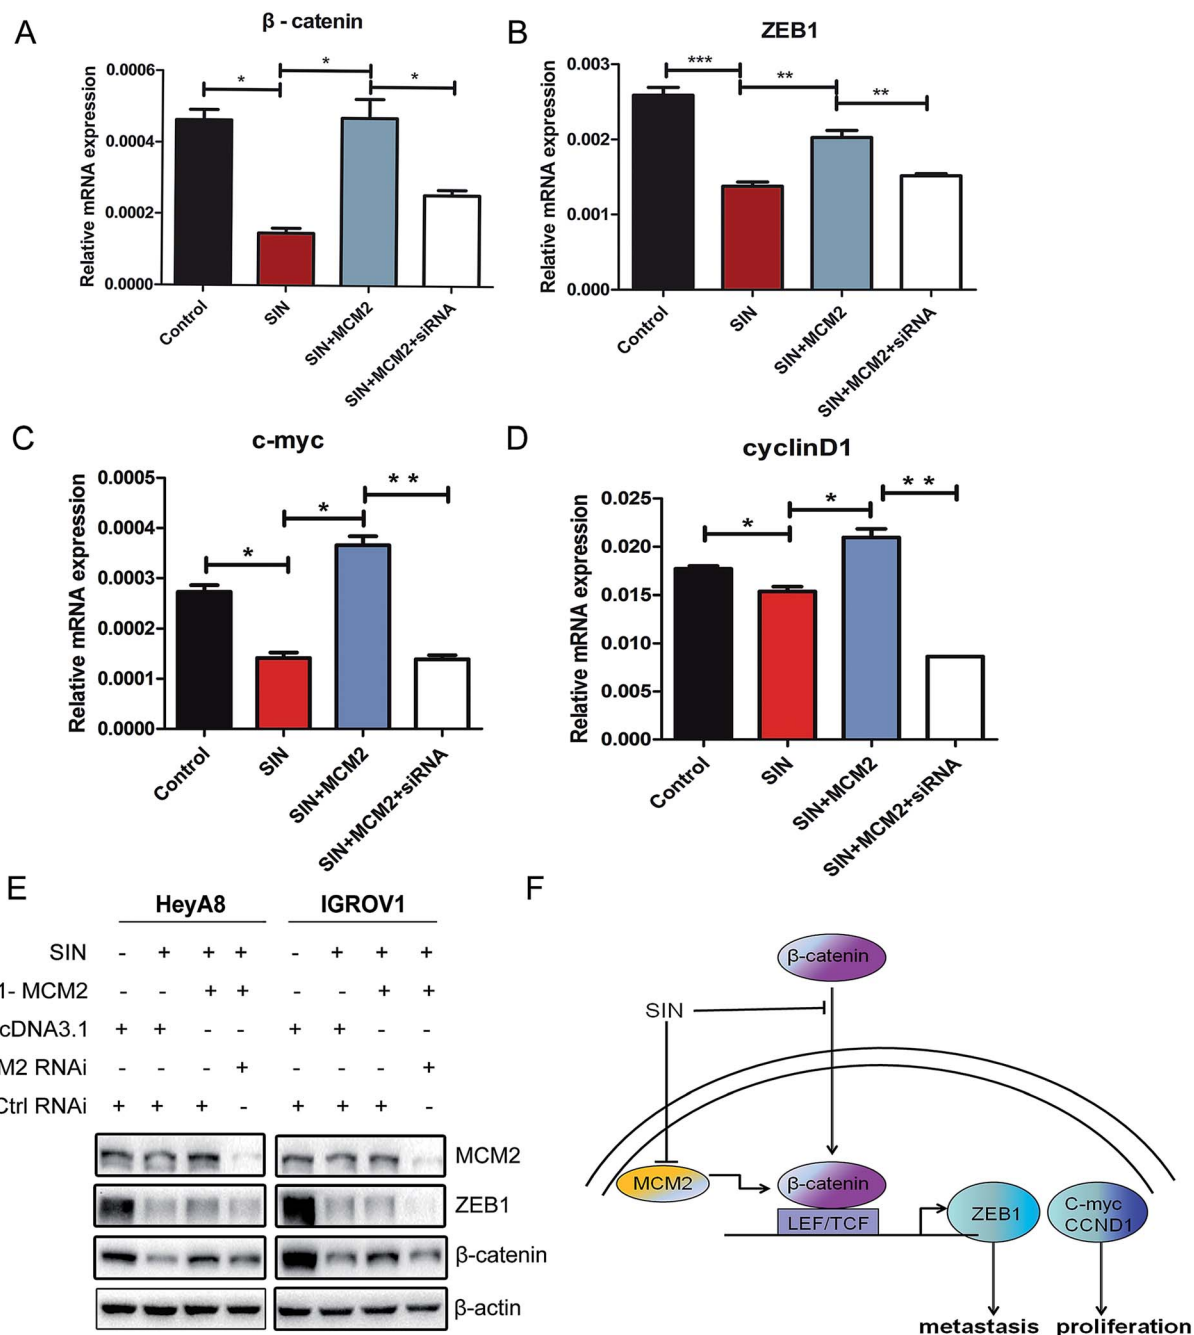 A
β - catenin
Relative mRNA expression
0.0006
0.0004
0.0002
0.0000
* * *
Control
SIN
SIN+MCM2
SIN+MCM2+siRNA
B
ZEB1
Relative mRNA expression
0.003
0.002
0.001
0.000
*** ** **
Control
SIN
SIN+MCM2
SIN+MCM2+siRNA
C
c-myc
Relative mRNA expression
0.0005
0.0004
0.0003
0.0002
0.0001
0.0000
* * * *
Control
SIN
SIN+MCM2
SIN+MCM2+siRNA
D
cyclinD1
Relative mRNA expression
0.025
0.020
0.015
0.010
0.005
0.000
* * * *
Control
SIN
SIN+MCM2
SIN+MCM2+siRNA
E
HeyA8 IGROV1
SIN - + + + - + + +
1- MCM2 - - + + - - + +
cDNA3.1 + + - - + + - -
M2 RNAi - - - + - - - +
Ctrl RNAi + + + - + + + -
MCM2
ZEB1
β-catenin
β-actin
F
β-catenin
SIN
MCM2
β-catenin
LEF/TCF
ZEB1
C-myc
CCND1
metastasis proliferation